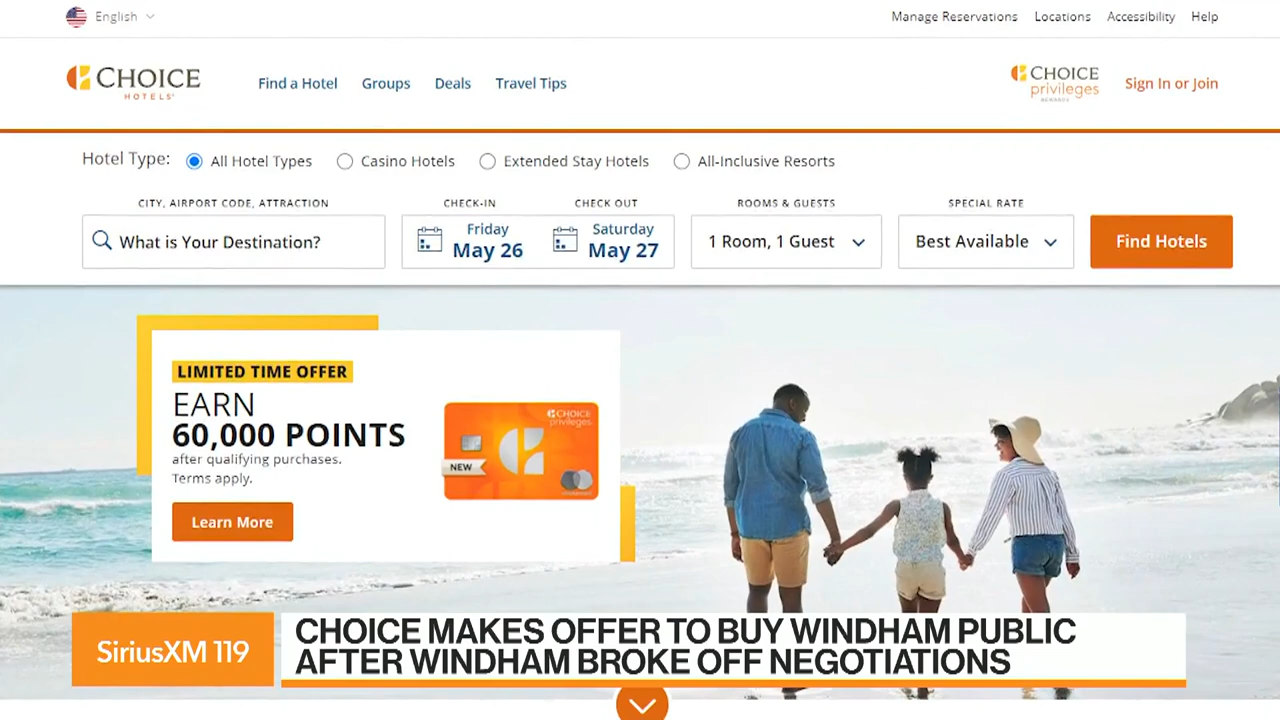 English
Manage Reservations Locations Accessibility Help
CHOICE
HOTELS
Find a Hotel Groups Deals Travel Tips
CHOICE
privileges
REWARDS
Sign In or Join
Hotel Type: All Hotel Types Casino Hotels Extended Stay Hotels All-Inclusive Resorts
CITY, AIRPORT CODE, ATTRACTION CHECK-IN CHECK OUT ROOMS & GUESTS SPECIAL RATE
What is Your Destination?
Friday
May 26
Saturday
May 27
1 Room, 1 Guest
Best Available
Find Hotels
LIMITED TIME OFFER
EARN
60,000 POINTS
after qualifying purchases.
Terms apply.
Learn More
CHOICE
privileges
NEW
SiriusXM 119
CHOICE MAKES OFFER TO BUY WINDHAM PUBLIC
AFTER WINDHAM BROKE OFF NEGOTIATIONS